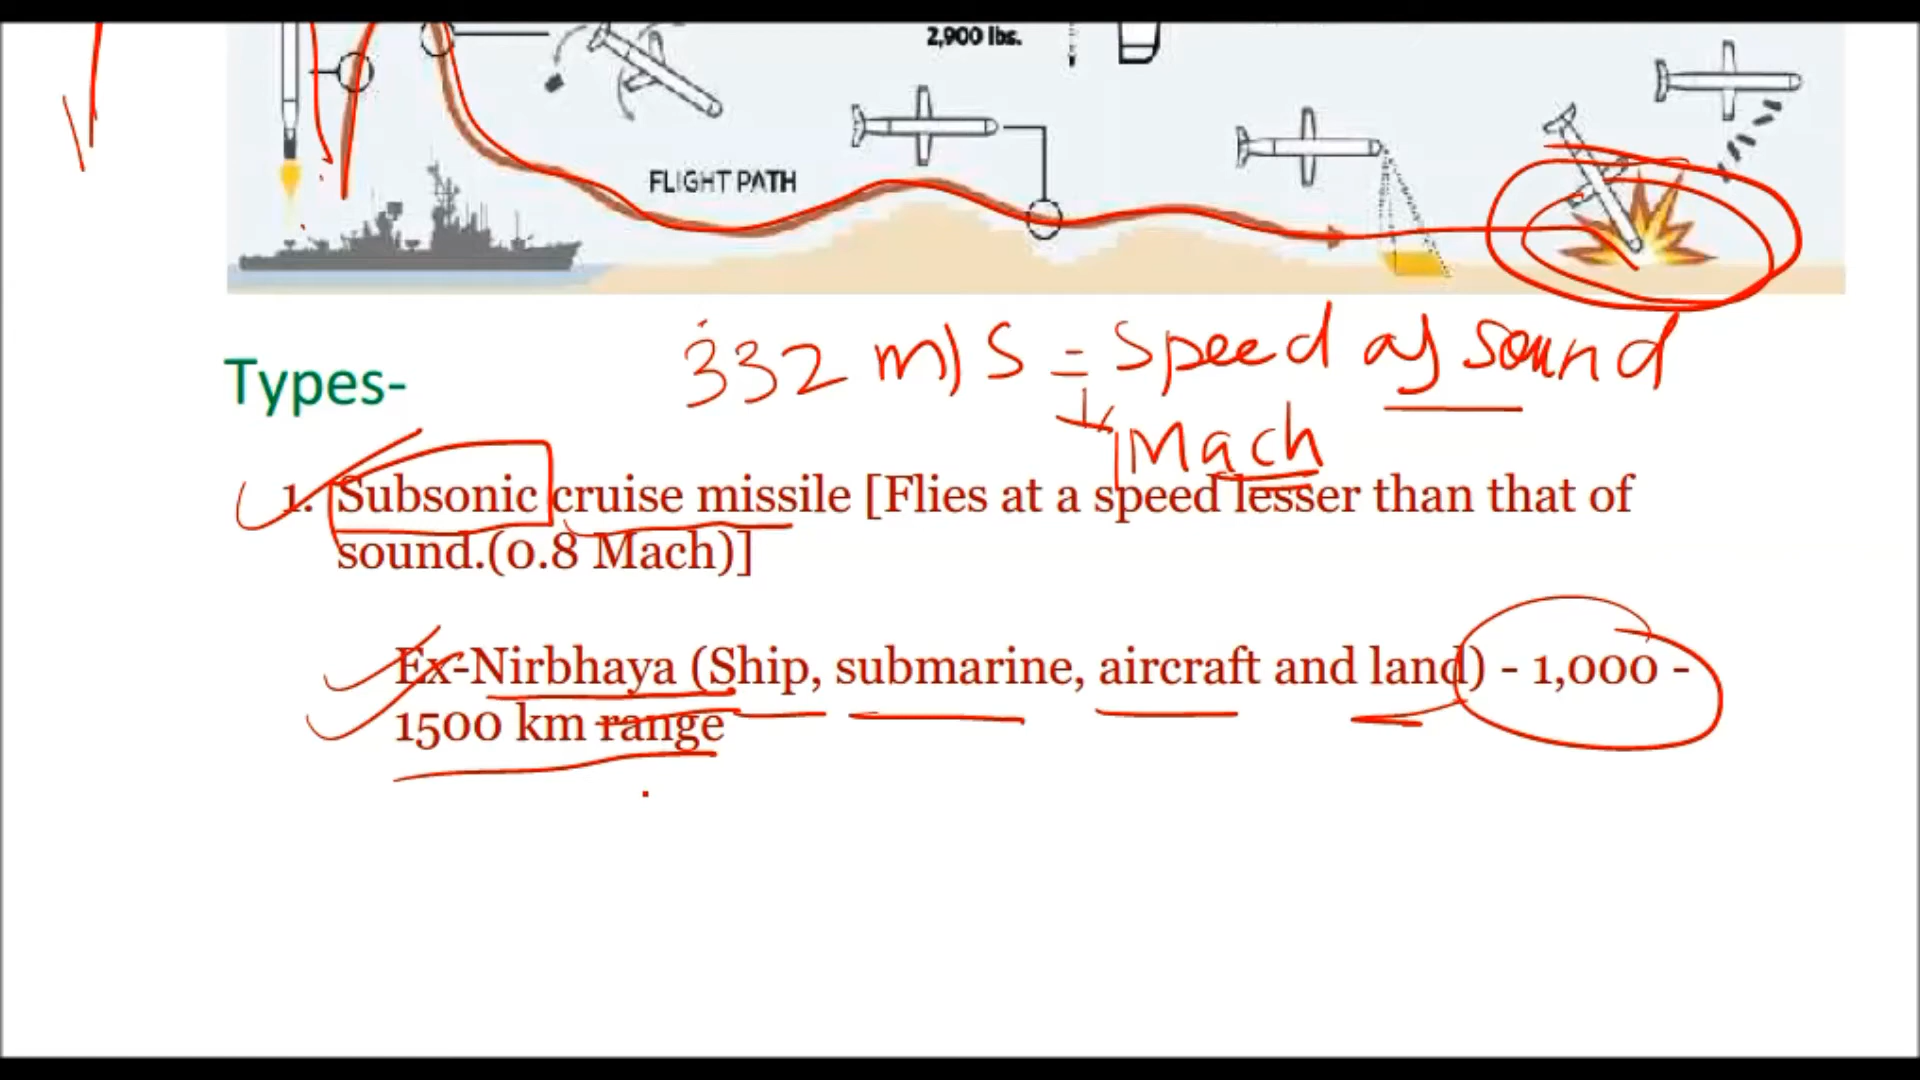 2,900 lbs.
FLIGHT PATH
332 m/s = Speed of sound
Types-
1 Mach
1. Subsonic cruise missile [Flies at a speed lesser than that of
sound.(0.8 Mach)]
Ex-Nirbhaya (Ship, submarine, aircraft and land) - 1,000 -
1500 km range